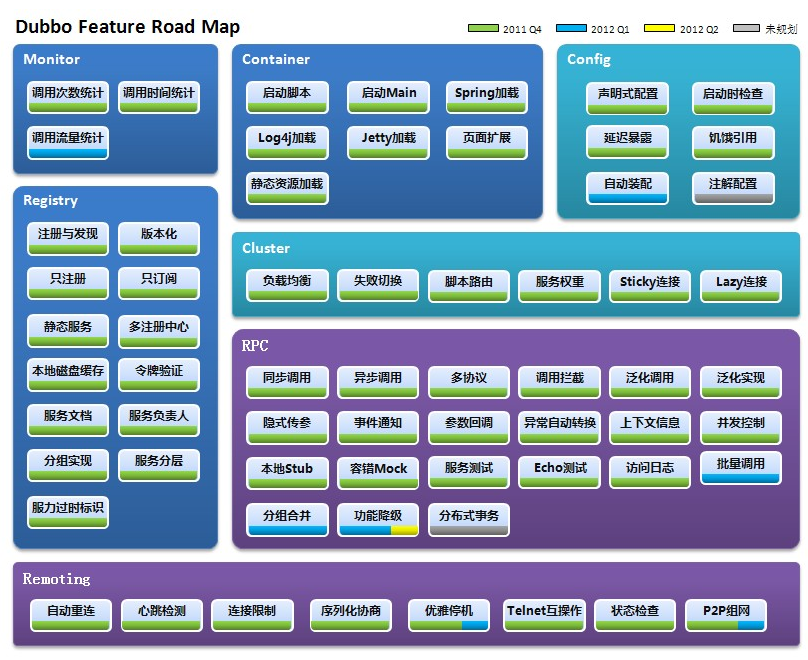 Dubbo Feature Road Map
2011 Q4 2012 Q1 2012 Q2 未规划
Monitor
调用次数统计 调用时间统计
调用流量统计
Container
启动脚本 启动Main Spring加载
Log4j加载 Jetty加载 页面扩展
静态资源加载
Config
声明式配置 启动时检查
延迟暴露 饥饿引用
自动装配 注解配置
Registry
注册与发现 版本化
只注册 只订阅
静态服务 多注册中心
本地磁盘缓存 令牌验证
服务文档 服务负责人
分组实现 服务分层
服力过时标识
Cluster
负载均衡 失败切换 脚本路由 服务权重 Sticky连接 Lazy连接
RPC
同步调用 异步调用 多协议 调用拦截 泛化调用 泛化实现
隐式传参 事件通知 参数回调 异常自动转换 上下文信息 并发控制
本地Stub 容错Mock 服务测试 Echo测试 访问日志 批量调用
分组合并 功能降级 分布式事务
Remoting
自动重连 心跳检测 连接限制 序列化协商 优雅停机 Telnet互操作 状态检查 P2P组网